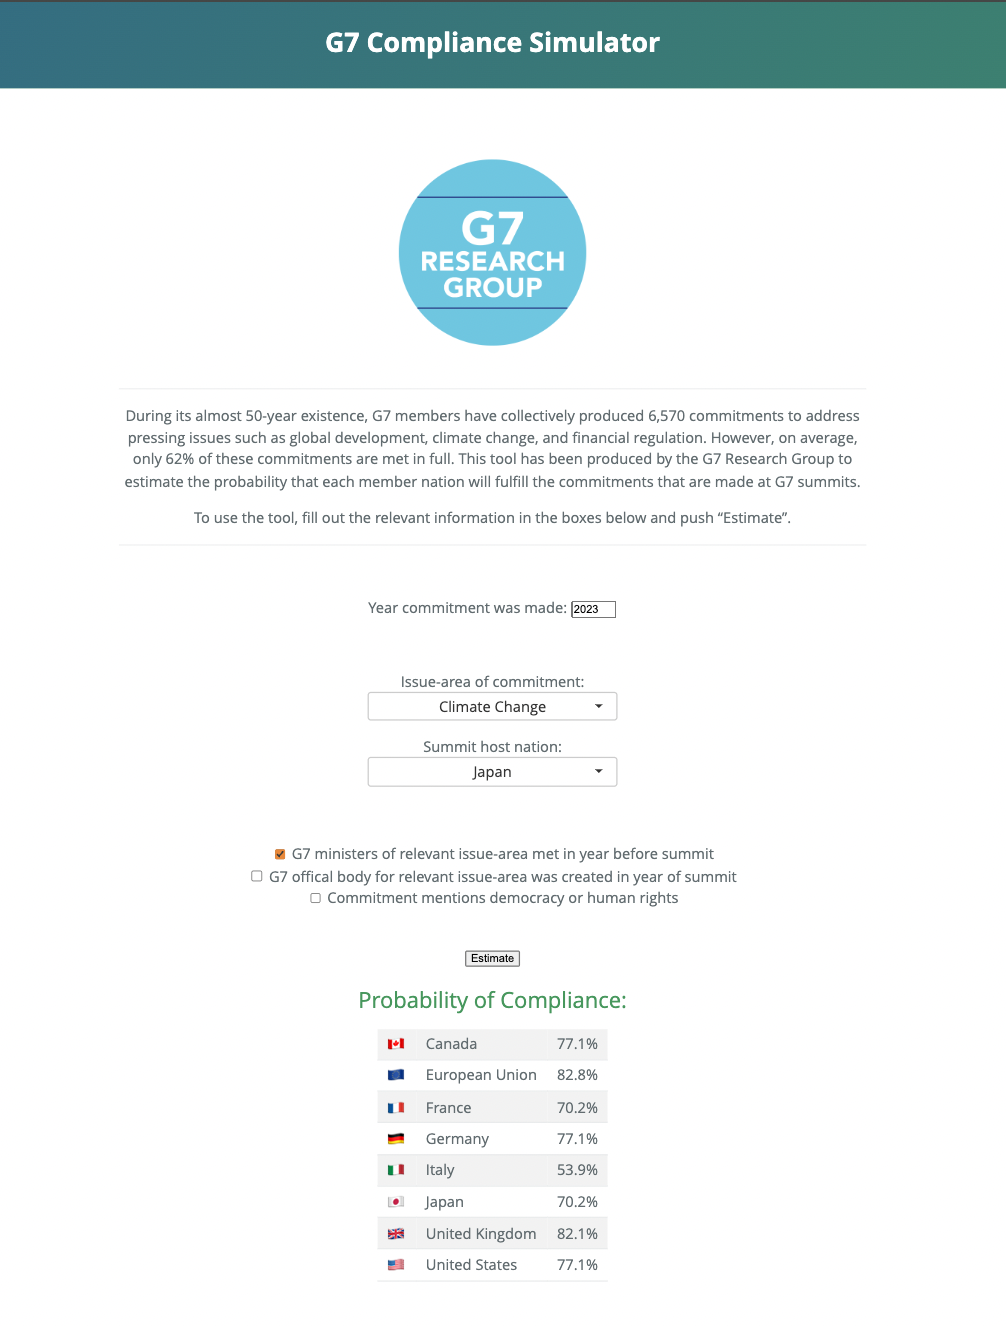 G7 Compliance Simulator
G7
RESEARCH
GROUP
During its almost 50-year existence, G7 members have collectively produced 6,570 commitments to address
pressing issues such as global development, climate change, and financial regulation. However, on average,
only 62% of these commitments are met in full. This tool has been produced by the G7 Research Group to
estimate the probability that each member nation will fulfill the commitments that are made at G7 summits.
To use the tool, fill out the relevant information in the boxes below and push “Estimate”.
Year commitment was made: 2023
Issue-area of commitment:
Climate Change
Summit host nation:
Japan
G7 ministers of relevant issue-area met in year before summit
G7 offical body for relevant issue-area was created in year of summit
Commitment mentions democracy or human rights
Estimate
Probability of Compliance:
Canada 77.1%
European Union 82.8%
France 70.2%
Germany 77.1%
Italy 53.9%
Japan 70.2%
United Kingdom 82.1%
United States 77.1%